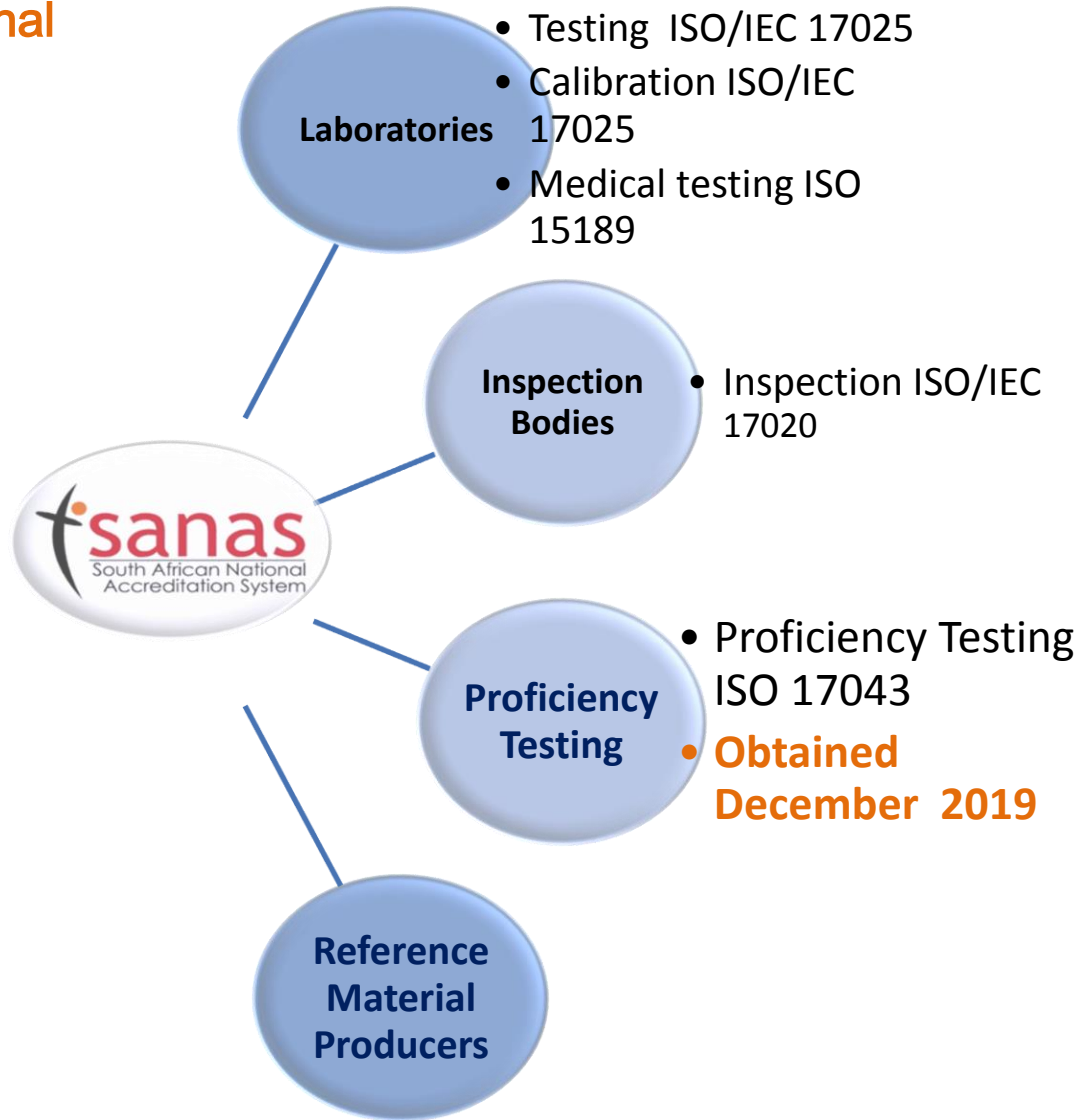 nal
• Testing  ISO/IEC 17025
• Calibration ISO/IEC
17025
• Medical testing ISO
15189
Laboratories
Inspection
Bodies
• Inspection ISO/IEC
17020
sanas
South African National
Accreditation System
Proficiency
Testing
• Proficiency Testing
ISO 17043
• Obtained
December  2019
Reference
Material
Producers